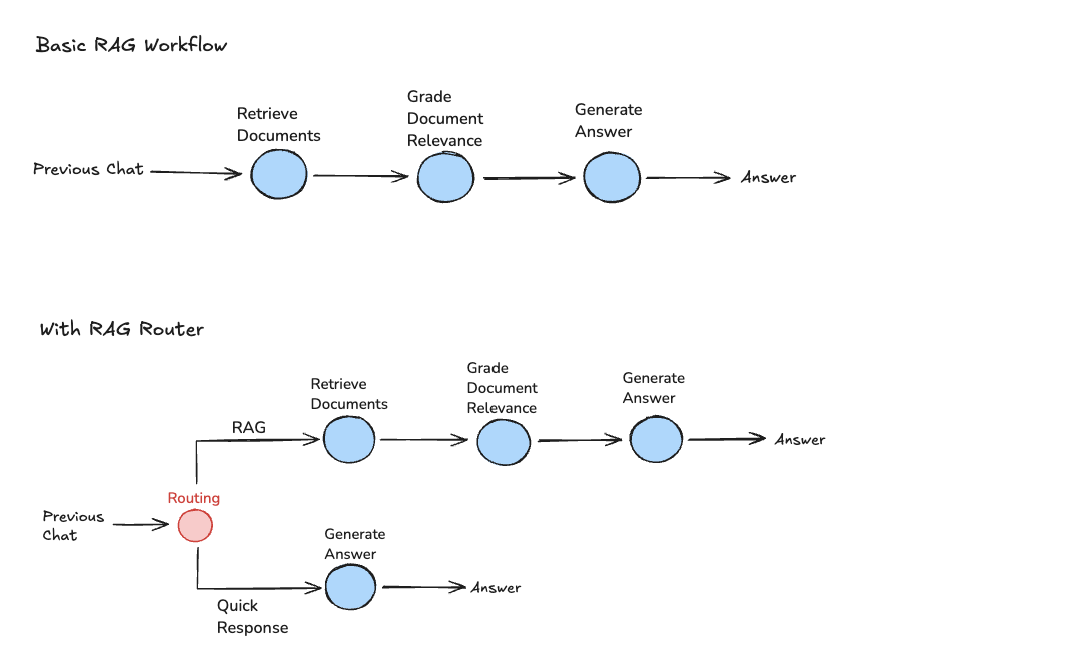 Basic RAG Workflow
Retrieve
Documents
Grade
Document
Relevance
Generate
Answer
Previous Chat
Answer
With RAG Router
Retrieve
Documents
Grade
Document
Relevance
Generate
Answer
RAG
Answer
Routing
Previous
Chat
Generate
Answer
Answer
Quick
Response